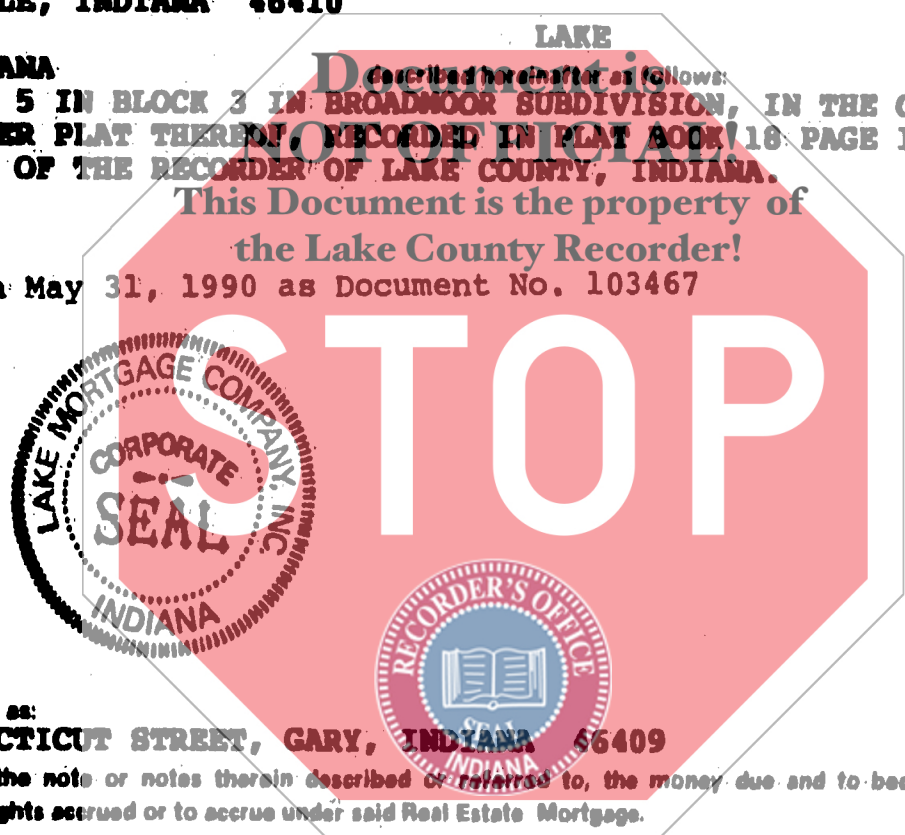 LE, INDIANA 46410
LAKE
ANA
described hereinafter as follows:
5 IN BLOCK 3 IN BROADMOOR SUBDIVISION, IN THE
ER PLAT THEREOF, RECORDED IN PLAT BOOK 18 PAGE
OF THE RECORDER OF LAKE COUNTY, INDIANA.
Document is
NOT OFFICIAL!
This Document is the property of
the Lake County Recorder!
May 31, 1990 as Document No. 103467
STOP
LAKE MORTGAGE COMPANY, INC.
CORPORATE
SEAL
INDIANA
RECORDER'S OFFICE
SEAL
INDIANA
as:
CTICUT STREET, GARY, INDIANA 46409
the note or notes therein described or referred to, the money due and to bec
ghts accrued or to accrue under said Real Estate Mortgage.